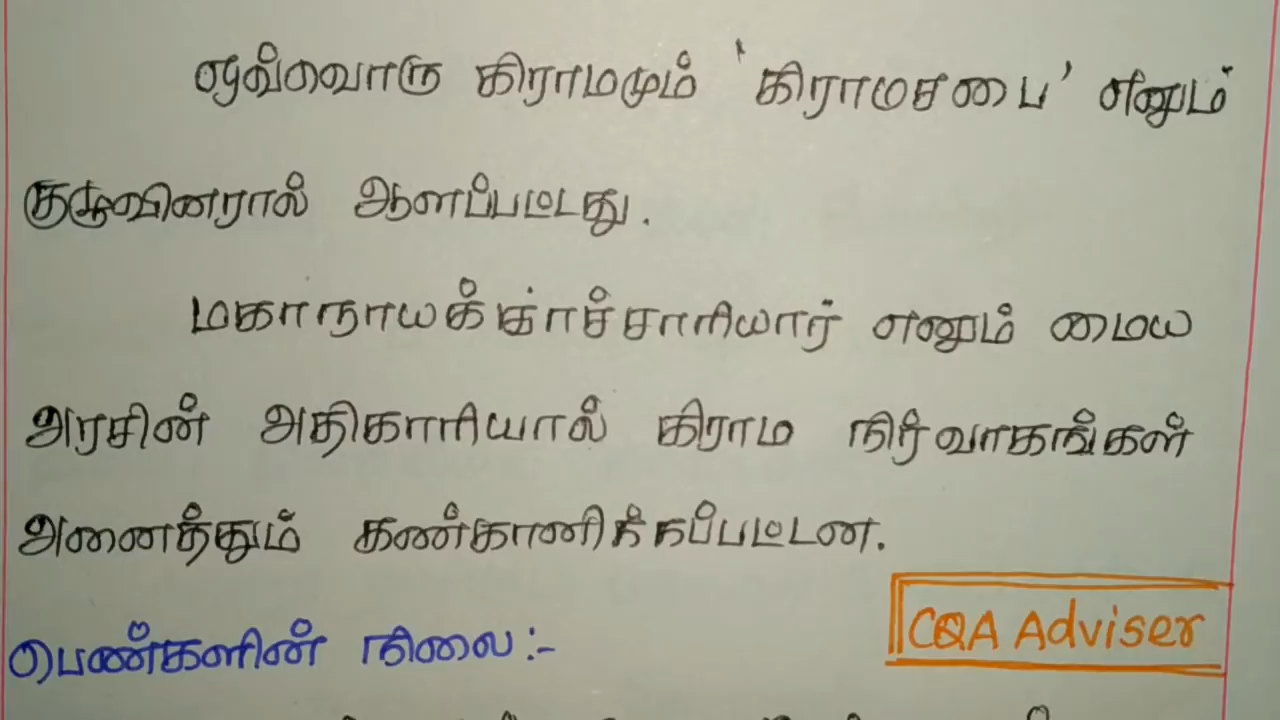 ஒவ்வொரு கிராமமும் 'கிராமசபை' எனும்
குழுவினரால் ஆளப்பட்டது.
மகாநாயக்காச்சாரியார் எனும் மைய
அரசின் அதிகாரியால் கிராம நிர்வாகங்கள்
அனைத்தும் கண்காணிக்கப்பட்டன.
பெண்களின் நிலை:-
CQA Adviser